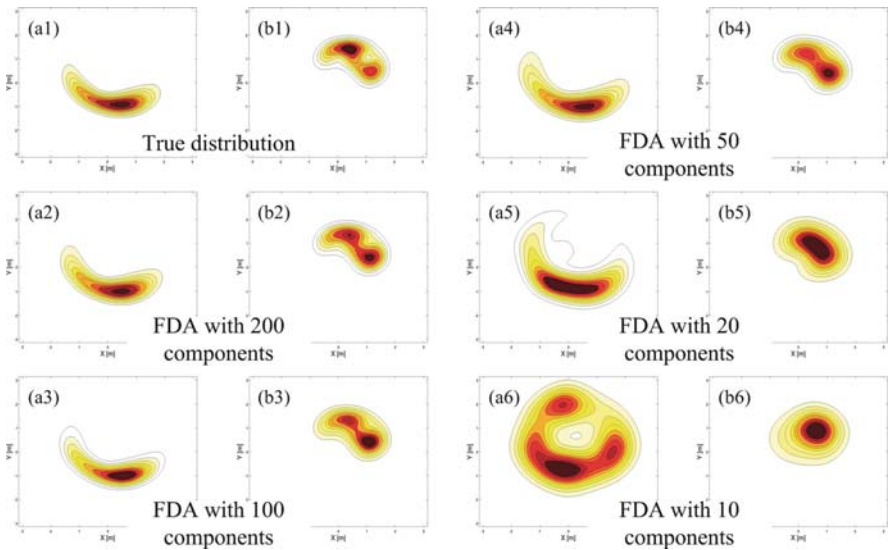 (a1)
(b1)
(a4)
(b4)
Y [m]
Y [m]
Y [m]
Y [m]
X [m]
X [m]
True distribution
FDA with 50
components
(a2)
(b2)
(a5)
(b5)
Y [m]
Y [m]
Y [m]
Y [m]
X [m]
X [m]
FDA with 200
components
FDA with 20
components
(a3)
(b3)
(a6)
(b6)
Y [m]
Y [m]
Y [m]
Y [m]
X [m]
X [m]
FDA with 100
components
FDA with 10
components